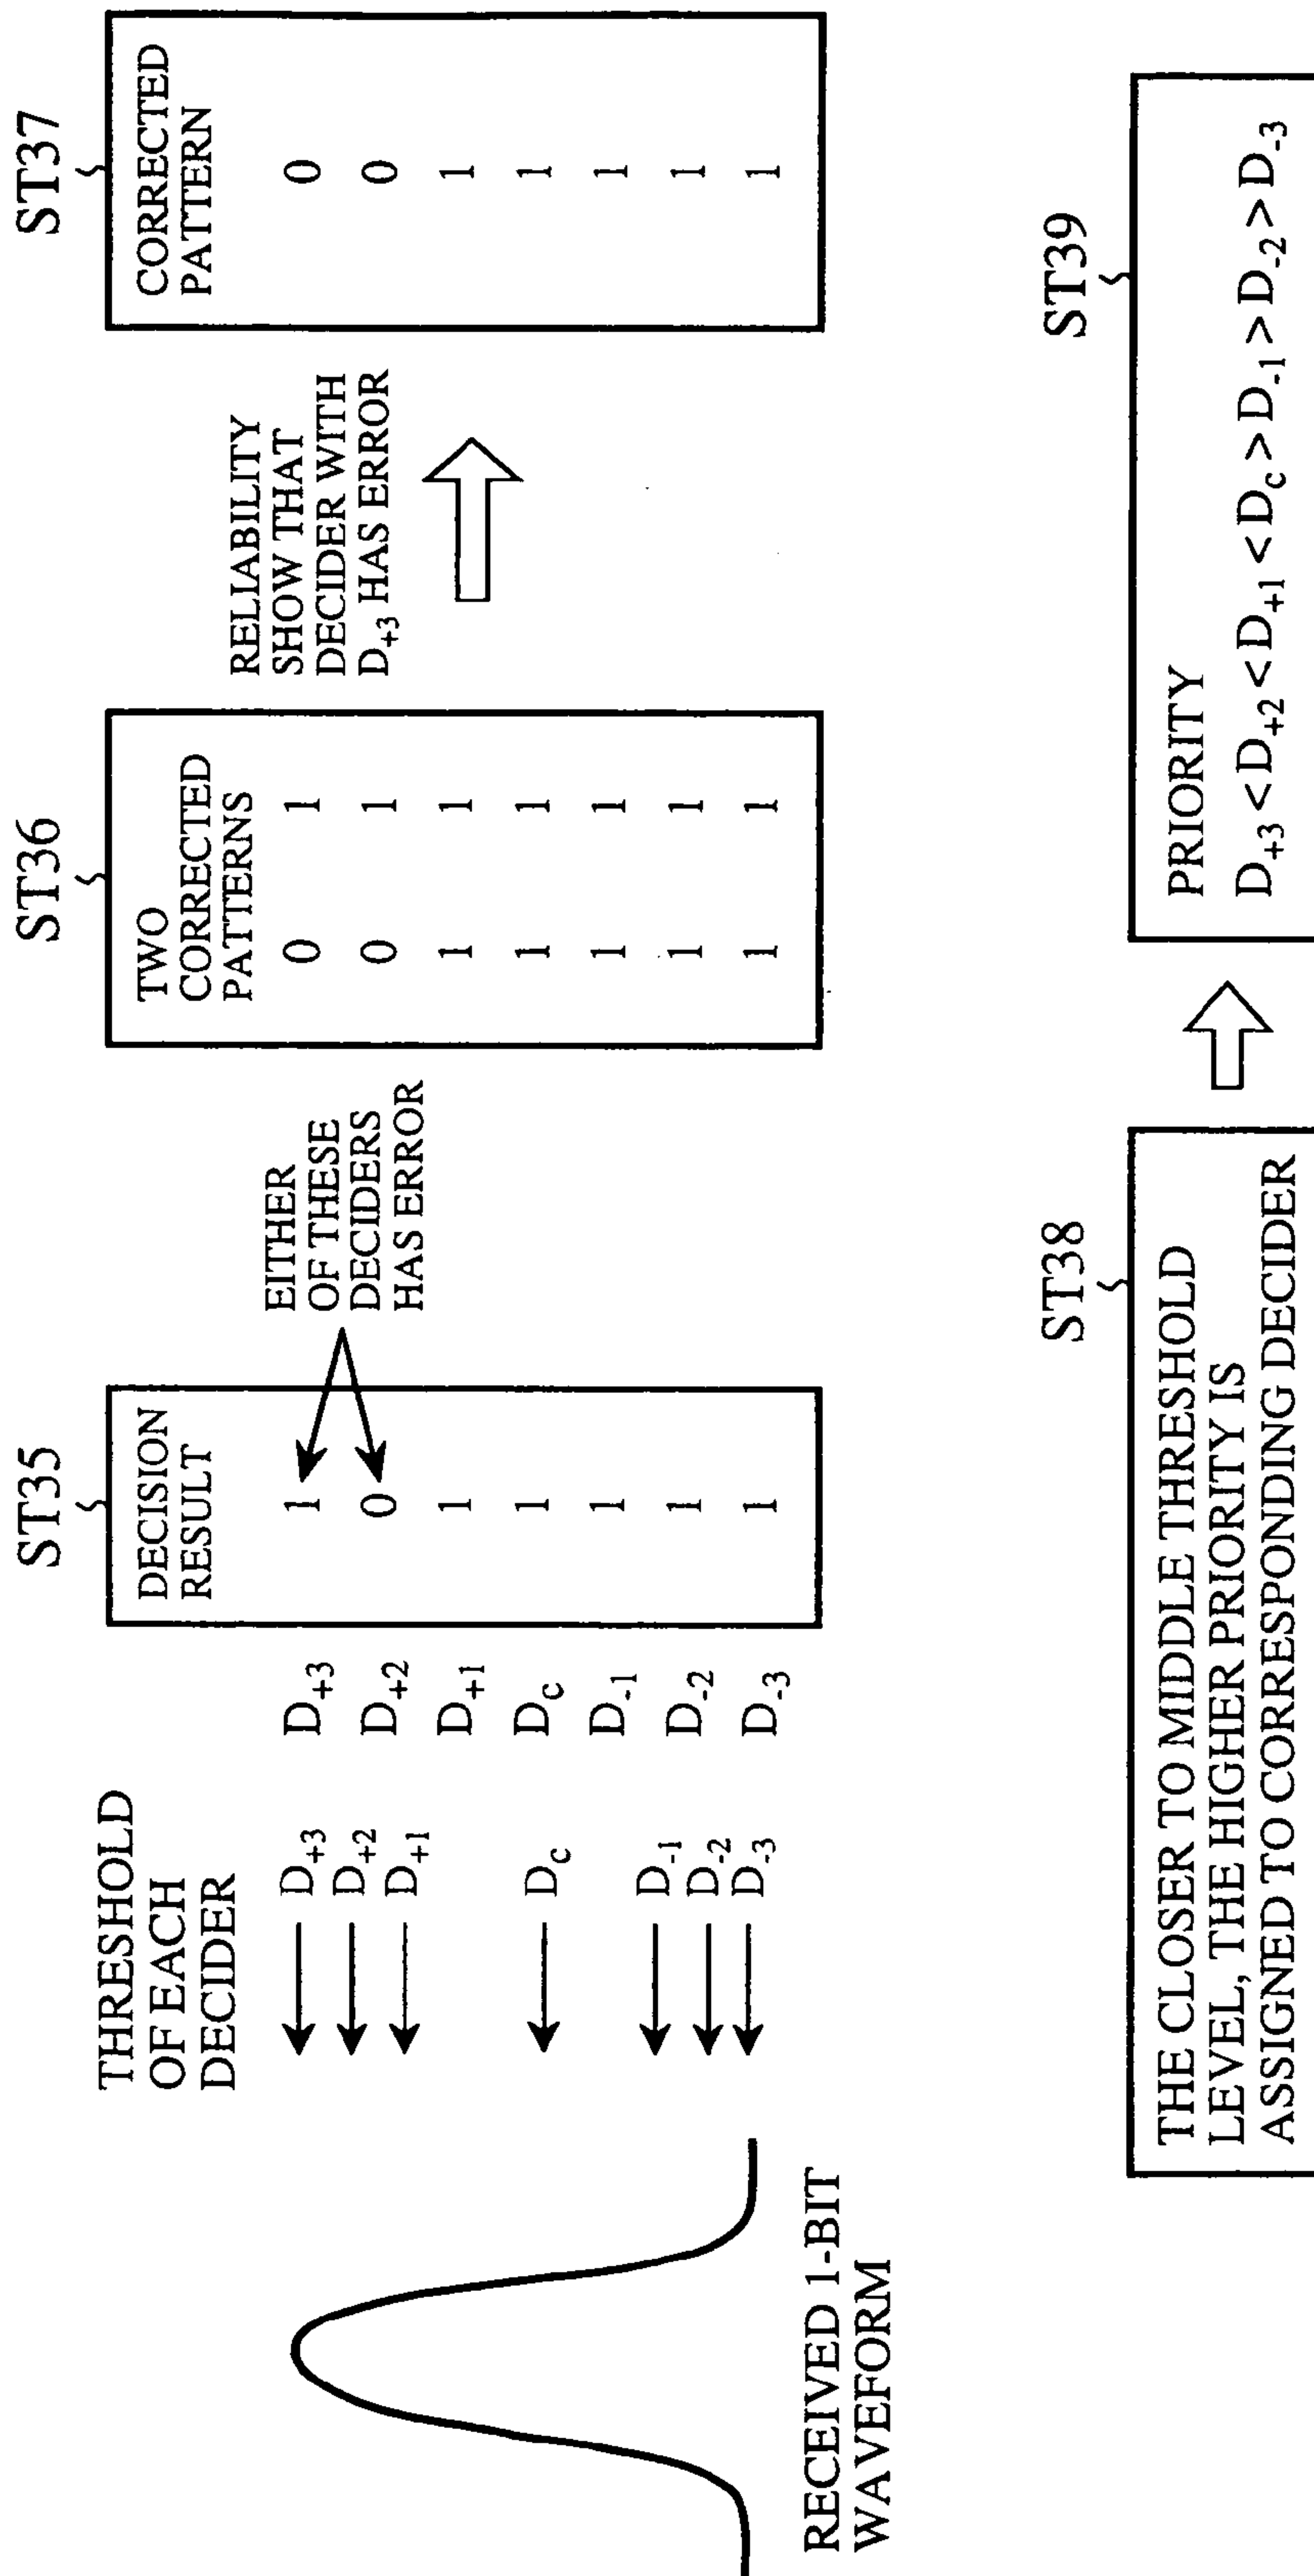 THRESHOLD
OF EACH
DECIDER
D+3
D+2
D+1
Dc
D-1
D-2
D-3
RECEIVED 1-BIT
WAVEFORM
D+3
D+2
D+1
Dc
D-1
D-2
D-3
ST35
DECISION
RESULT
1
0
1
1
1
1
1
EITHER
OF THESE
DECIDERS
HAS ERROR
ST36
TWO
CORRECTED
PATTERNS
0 1
0 1
1 1
1 1
1 1
1 1
1 1
RELIABILITY
SHOW THAT
DECIDER WITH
D+3 HAS ERROR
ST37
CORRECTED
PATTERN
0
0
1
1
1
1
1
ST38
THE CLOSER TO MIDDLE THRESHOLD
LEVEL, THE HIGHER PRIORITY IS
ASSIGNED TO CORRESPONDING DECIDER
ST39
PRIORITY
D+3 < D+2 < D+1 < Dc > D-1 > D-2 > D-3